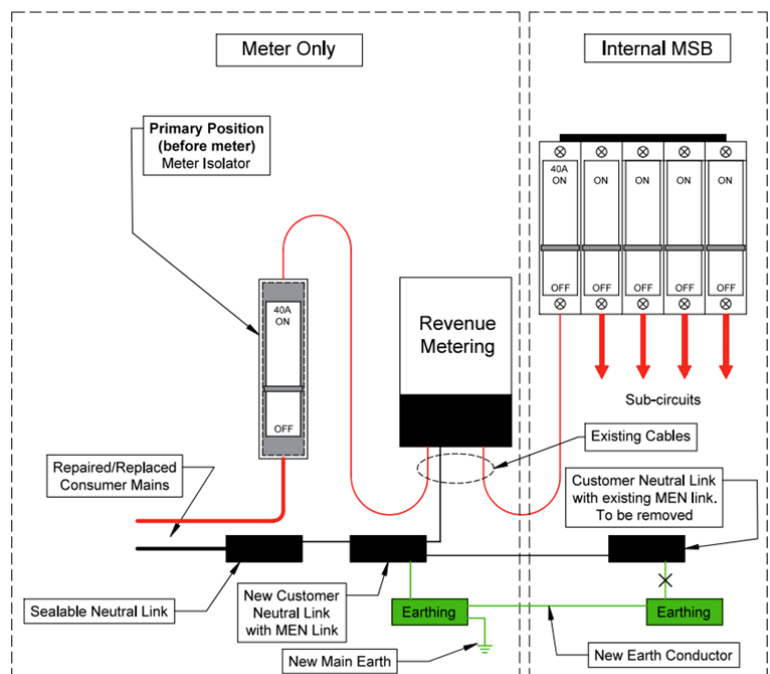 Meter Only
Internal MSB
Primary Position
(before meter)
Meter Isolator
40A
ON
OFF
Revenue
Metering
40A
ON
ON
ON
ON
ON
OFF
OFF
OFF
OFF
OFF
Sub-circuits
Existing Cables
Repaired/Replaced
Consumer Mains
Customer Neutral Link
with existing MEN link.
To be removed
Sealable Neutral Link
New Customer
Neutral Link
with MEN Link
Earthing
Earthing
New Main Earth
New Earth Conductor